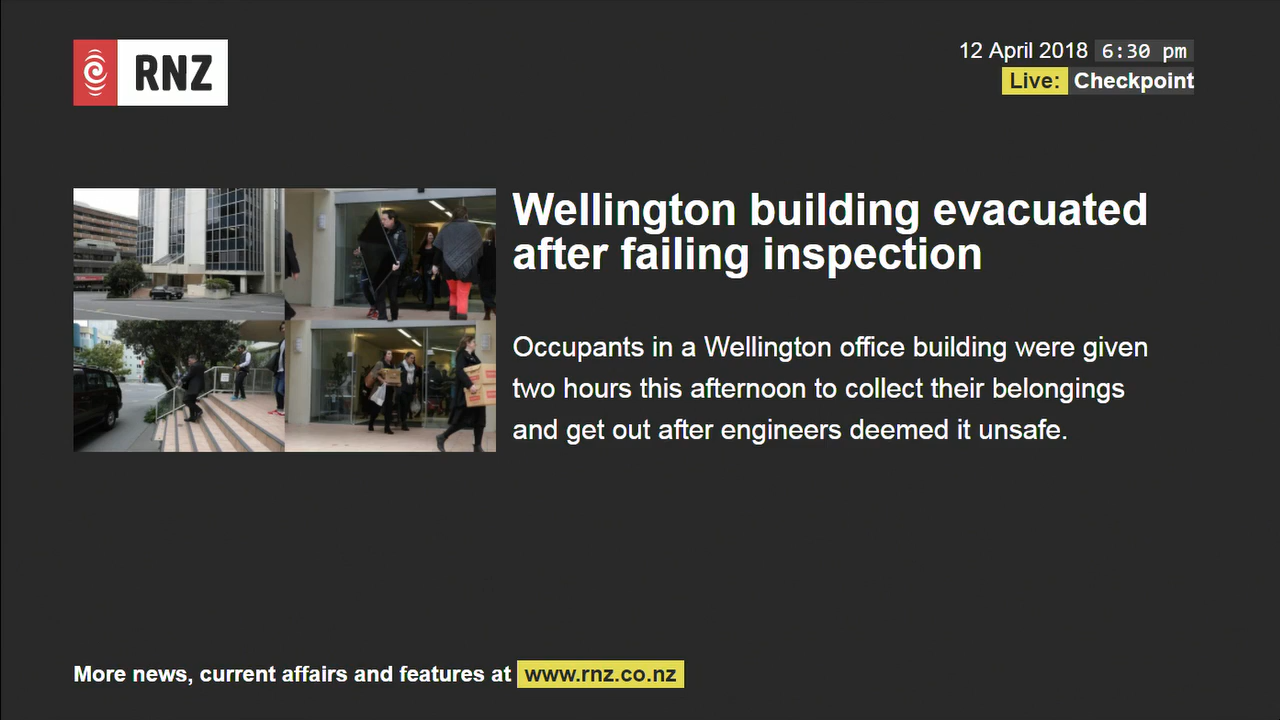 RNZ
12 April 2018 6:30 pm
Live: Checkpoint
Wellington building evacuated
after failing inspection
Occupants in a Wellington office building were given
two hours this afternoon to collect their belongings
and get out after engineers deemed it unsafe.
More news, current affairs and features at www.rnz.co.nz